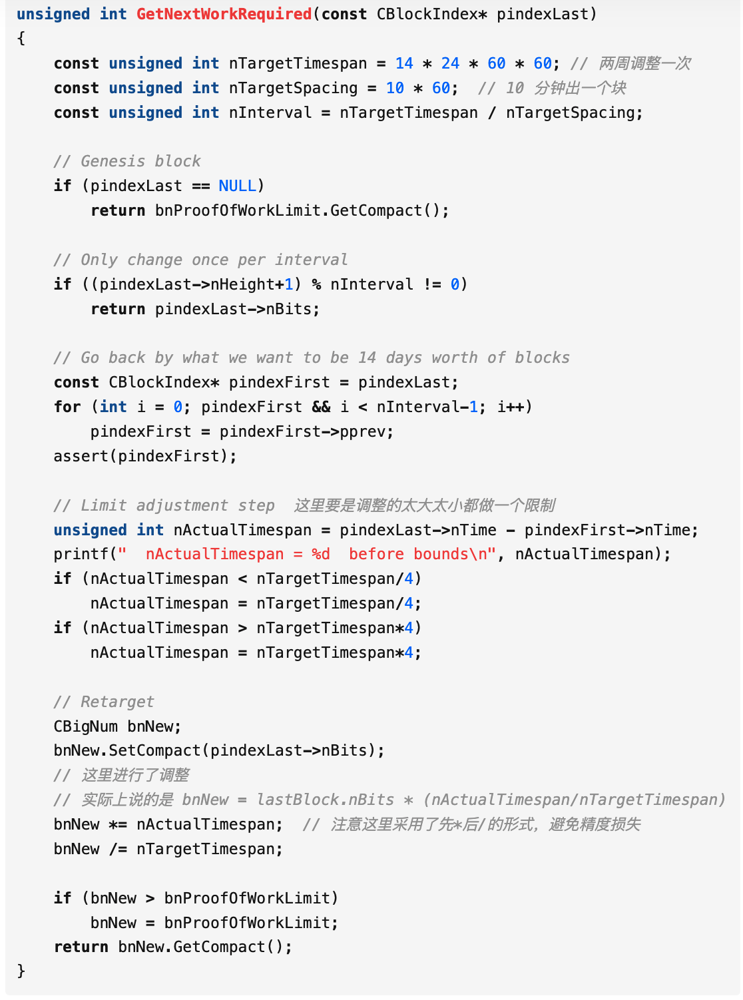 unsigned int GetNextWorkRequired(const CBlockIndex* pindexLast)
{
    const unsigned int nTargetTimespan = 14 * 24 * 60 * 60; // 两周调整一次
    const unsigned int nTargetSpacing = 10 * 60;  // 10 分钟出一个块
    const unsigned int nInterval = nTargetTimespan / nTargetSpacing;

    // Genesis block
    if (pindexLast == NULL)
        return bnProofOfWorkLimit.GetCompact();

    // Only change once per interval
    if ((pindexLast->nHeight+1) % nInterval != 0)
        return pindexLast->nBits;

    // Go back by what we want to be 14 days worth of blocks
    const CBlockIndex* pindexFirst = pindexLast;
    for (int i = 0; pindexFirst && i < nInterval-1; i++)
        pindexFirst = pindexFirst->pprev;
    assert(pindexFirst);

    // Limit adjustment step  这里要是调整的太大太小都做一个限制
    unsigned int nActualTimespan = pindexLast->nTime - pindexFirst->nTime;
    printf("  nActualTimespan = %d  before bounds\n", nActualTimespan);
    if (nActualTimespan < nTargetTimespan/4)
        nActualTimespan = nTargetTimespan/4;
    if (nActualTimespan > nTargetTimespan*4)
        nActualTimespan = nTargetTimespan*4;

    // Retarget
    CBigNum bnNew;
    bnNew.SetCompact(pindexLast->nBits);
    // 这里进行了调整
    // 实际上说的是 bnNew = lastBlock.nBits * (nActualTimespan/nTargetTimespan)
    bnNew *= nActualTimespan;  // 注意这里采用了先*后/的形式，避免精度损失
    bnNew /= nTargetTimespan;

    if (bnNew > bnProofOfWorkLimit)
        bnNew = bnProofOfWorkLimit;
    return bnNew.GetCompact();
}